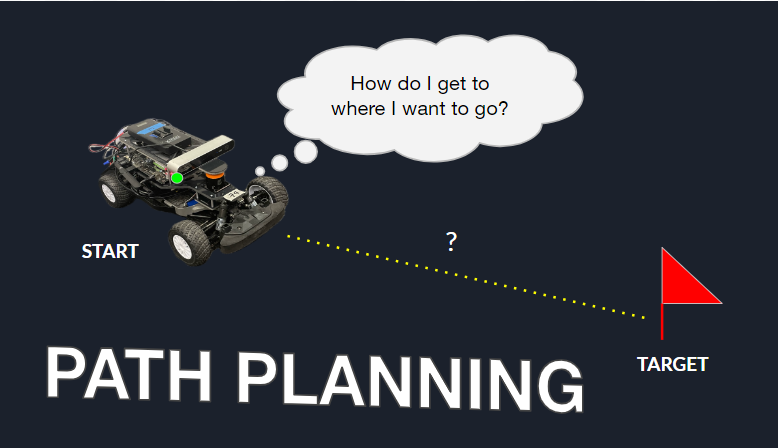 How do I get to
where I want to go?
START
?
TARGET
PATH PLANNING